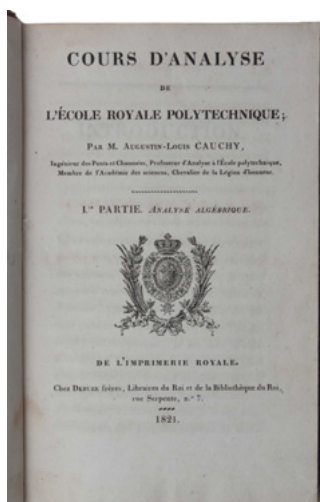 COURS D'ANALYSE
DE
L'ÉCOLE ROYALE POLYTECHNIQUE;
PAR M. AUGUSTIN-LOUIS CAUCHY,
Ingénieur des Ponts et Chaussées, Professeur d'Analyse à l'École polytechnique,
Membre de l'Académie des sciences, Chevalier de la Légion d'honneur.
I.re PARTIE. ANALYSE ALGÉBRIQUE.
DE L'IMPRIMERIE ROYALE.
Chez DEBURE frères, Libraires du Roi et de la Bibliothèque du Roi,
rue Serpente, n.º 7.
1821.